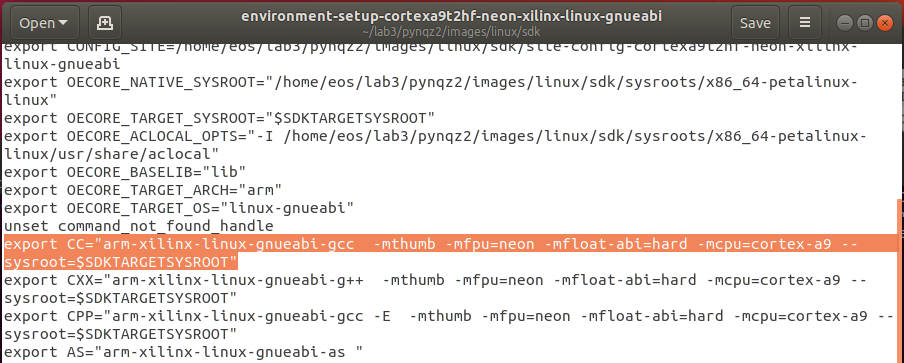 Open
environment-setup-cortexa9t2hf-neon-xilinx-linux-gnueabi
~/lab3/pynqz2/images/linux/sdk
Save
export CONFIG_SITE=/home/eos/lab3/pynqz2/images/linux/sdk/site-config-cortexa9t2hf-neon-xilinx-
linux-gnueabi
export OECORE_NATIVE_SYSROOT="/home/eos/lab3/pynqz2/images/linux/sdk/sysroots/x86_64-petalinux-
linux"
export OECORE_TARGET_SYSROOT="$SDKTARGETSYSROOT"
export OECORE_ACLOCAL_OPTS="-I /home/eos/lab3/pynqz2/images/linux/sdk/sysroots/x86_64-petalinux-
linux/usr/share/aclocal"
export OECORE_BASELIB="lib"
export OECORE_TARGET_ARCH="arm"
export OECORE_TARGET_OS="linux-gnueabi"
unset command_not_found_handle
export CC="arm-xilinx-linux-gnueabi-gcc  -mthumb -mfpu=neon -mfloat-abi=hard -mcpu=cortex-a9 --
sysroot=$SDKTARGETSYSROOT"
export CXX="arm-xilinx-linux-gnueabi-g++  -mthumb -mfpu=neon -mfloat-abi=hard -mcpu=cortex-a9 --
sysroot=$SDKTARGETSYSROOT"
export CPP="arm-xilinx-linux-gnueabi-gcc -E  -mthumb -mfpu=neon -mfloat-abi=hard -mcpu=cortex-a9 --
sysroot=$SDKTARGETSYSROOT"
export AS="arm-xilinx-linux-gnueabi-as "